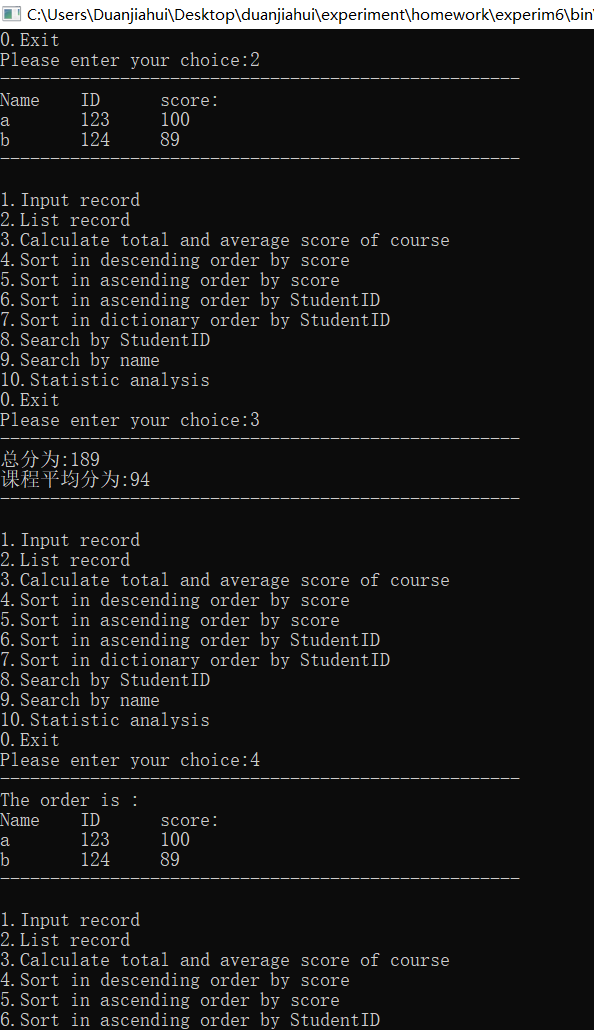 C:\Users\Duanjiahui\Desktop\duanjiahui\experiment\homework\experim6\bin\
0.Exit
Please enter your choice:2
----------------------------------------------------
Name    ID      score:
a       123     100
b       124     89
----------------------------------------------------
1.Input record
2.List record
3.Calculate total and average score of course
4.Sort in descending order by score
5.Sort in ascending order by score
6.Sort in ascending order by StudentID
7.Sort in dictionary order by StudentID
8.Search by StudentID
9.Search by name
10.Statistic analysis
0.Exit
Please enter your choice:3
----------------------------------------------------
总分为:189
课程平均分为:94
----------------------------------------------------
1.Input record
2.List record
3.Calculate total and average score of course
4.Sort in descending order by score
5.Sort in ascending order by score
6.Sort in ascending order by StudentID
7.Sort in dictionary order by StudentID
8.Search by StudentID
9.Search by name
10.Statistic analysis
0.Exit
Please enter your choice:4
----------------------------------------------------
The order is :
Name    ID      score:
a       123     100
b       124     89
----------------------------------------------------
1.Input record
2.List record
3.Calculate total and average score of course
4.Sort in descending order by score
5.Sort in ascending order by score
6.Sort in ascending order by StudentID